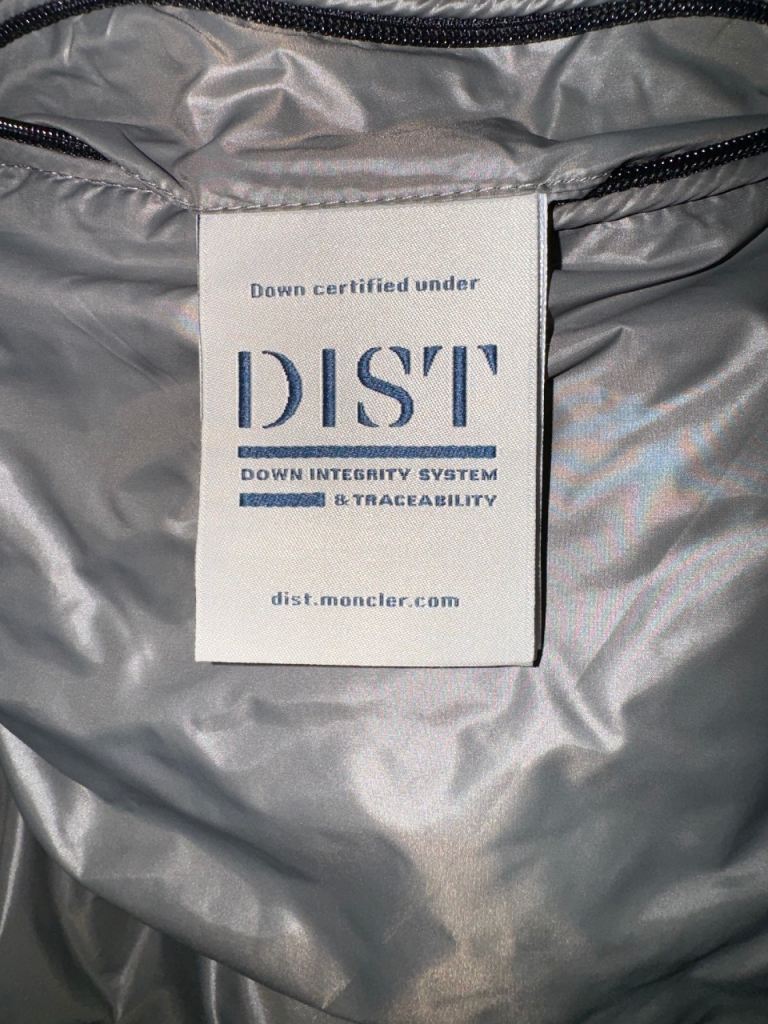 Down certified under
DIST
DOWN INTEGRITY SYSTEM
& TRACEABILITY
dist.moncler.com